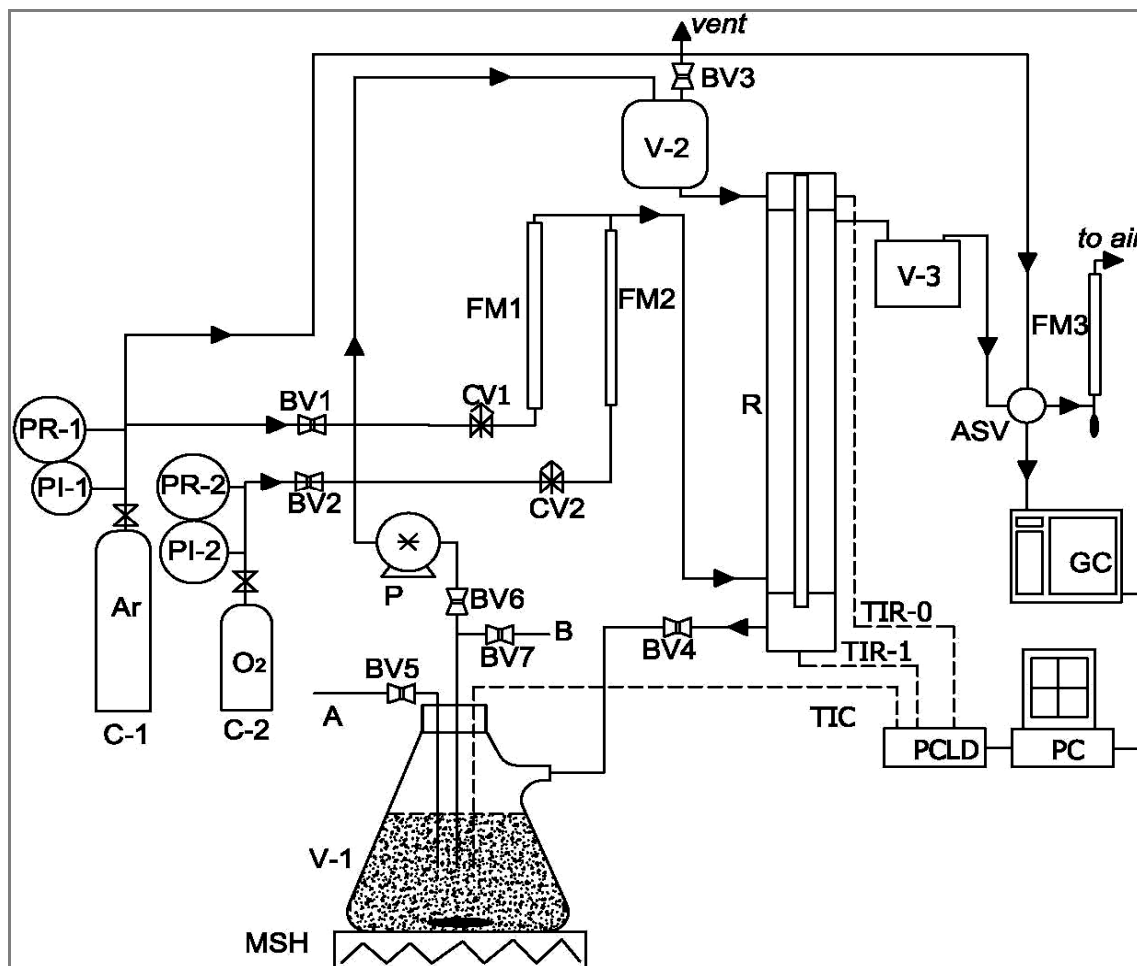 vent
BV3
V-2
to air
V-3
FM1
FM2
FM3
BV1
CV1
R
PR-1
ASV
PI-1
PR-2
BV2
CV2
PI-2
GC
Ar
P
BV6
TIR-0
B
O2
BV7
BV4
TIR-1
BV5
A
TIC
C-1
C-2
PCLD
PC
V-1
MSH